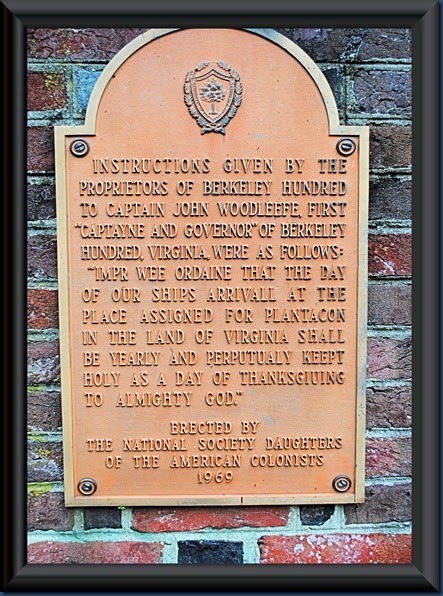 INSTRUCTIONS GIVEN BY THE
PROPRIETORS OF BERKELEY HUNDRED
TO CAPTAIN JOHN WOODLEEFE, FIRST
"CAPTAYNE AND GOVERNOR" OF BERKELEY
HUNDRED, VIRGINIA, WERE AS FOLLOWS:
"IMPR WEE ORDAINE THAT THE DAY
OF OUR SHIPS ARRIVALL AT THE
PLACE ASSIGNED FOR PLANTACON
IN THE LAND OF VIRGINIA SHALL
BE YEARLY AND PERPUTUALY KEEPT
HOLY AS A DAY OF THANKSGIUING
TO ALMIGHTY GOD."
ERECTED BY
THE NATIONAL SOCIETY DAUGHTERS
OF THE AMERICAN COLONISTS
1969